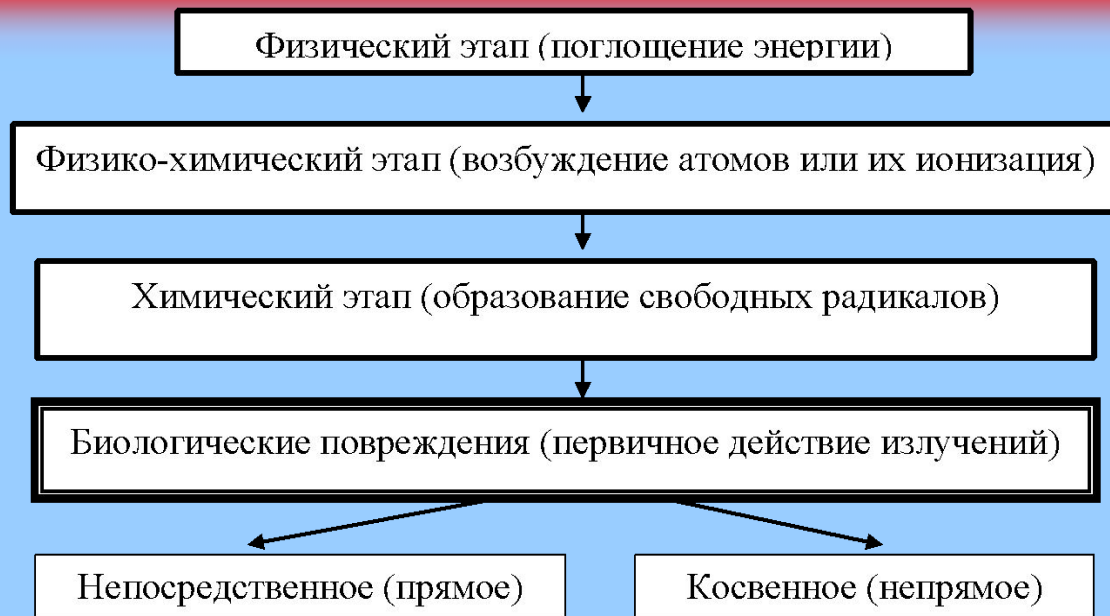 Физический этап (поглощение энергии)
Физико-химический этап (возбуждение атомов или их ионизация)
Химический этап (образование свободных радикалов)
Биологические повреждения (первичное действие излучений)
Непосредственное (прямое)
Косвенное (непрямое)